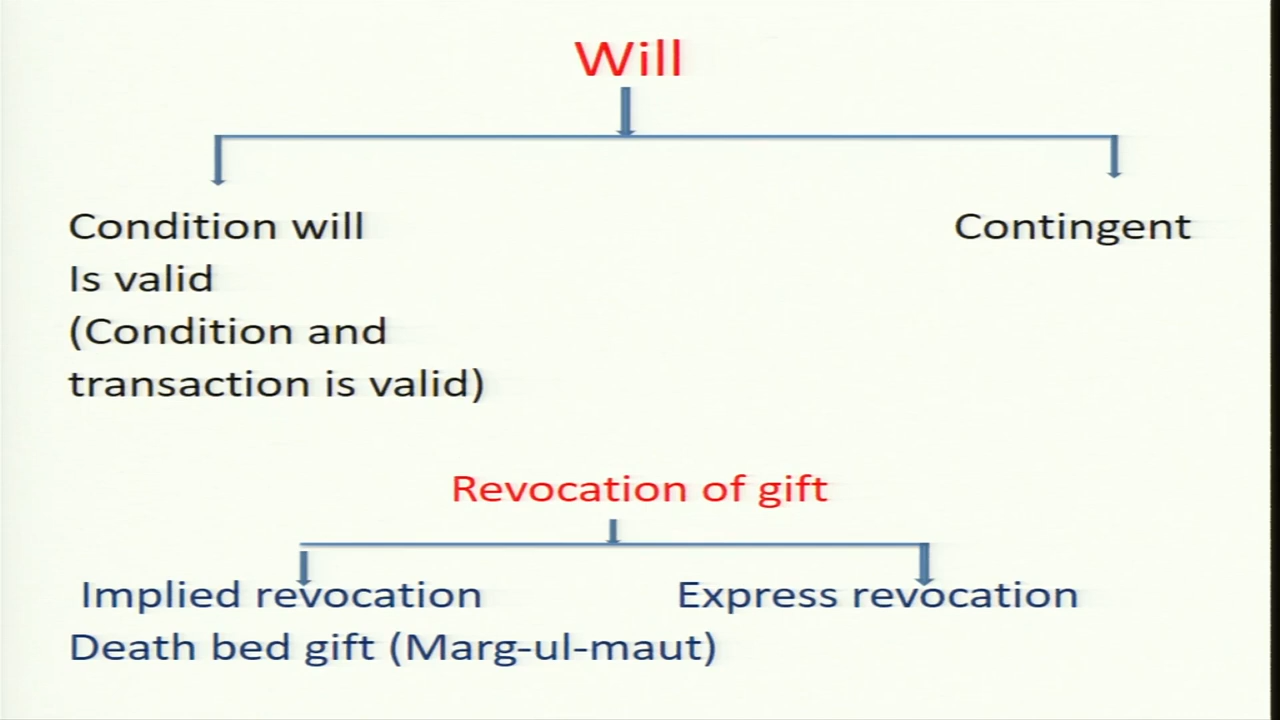 Will
Condition will
Contingent
Is valid
(Condition and
transaction is valid)
Revocation of gift
Implied revocation
Express revocation
Death bed gift (Marg-ul-maut)